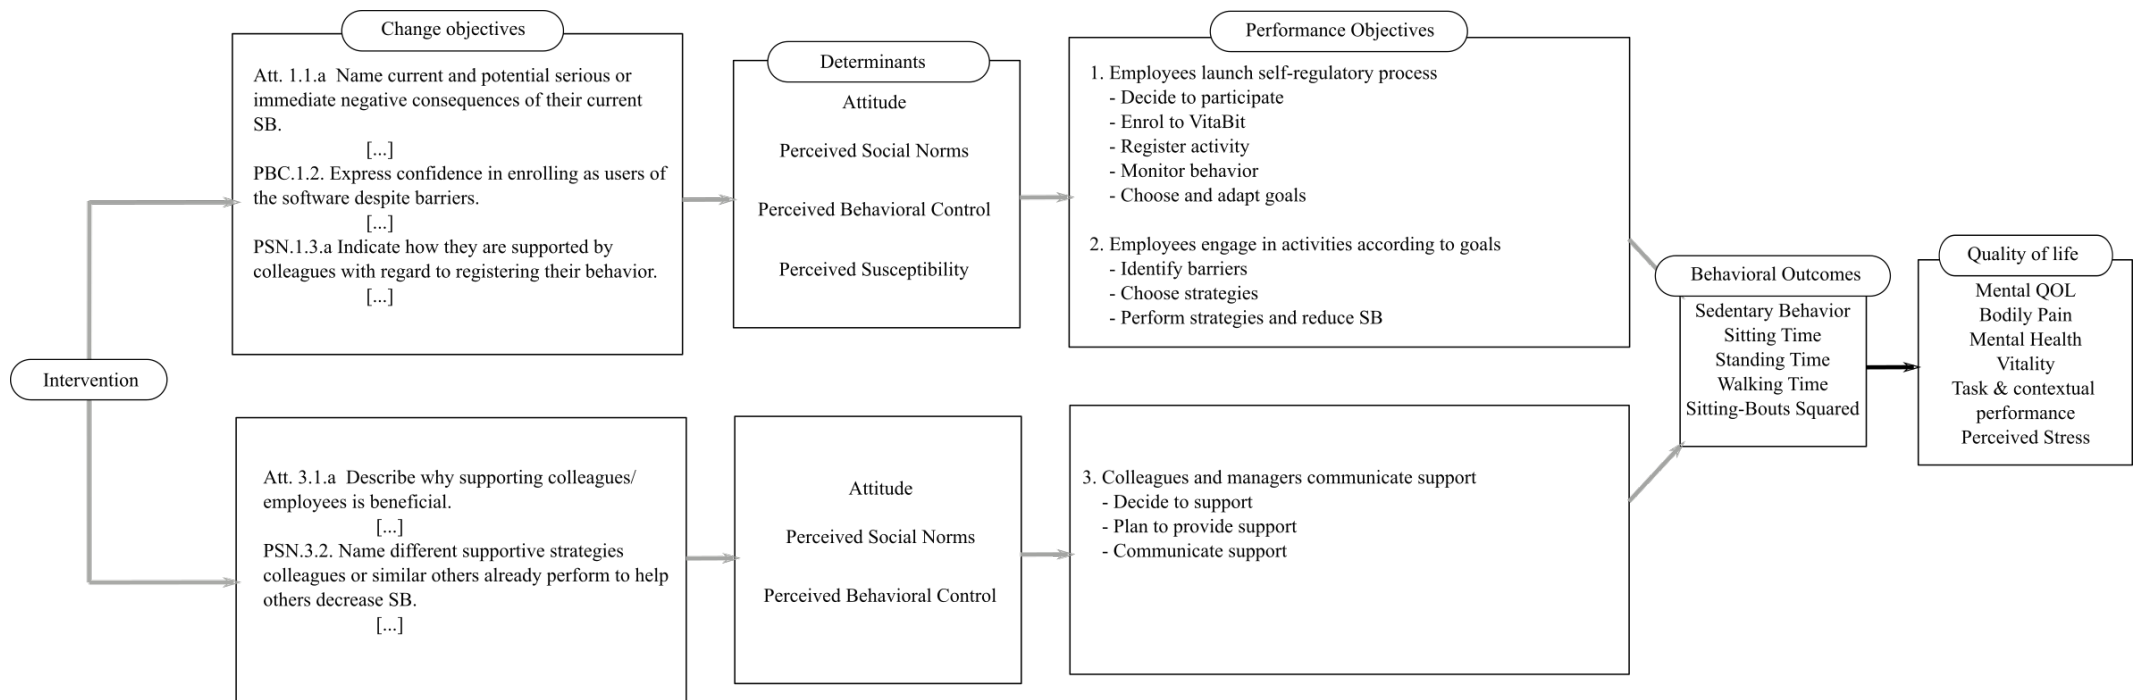 Change objectives
Att. 1.1.a  Name current and potential serious or
immediate negative consequences of their current
SB.
[...]
PBC.1.2. Express confidence in enrolling as users of
the software despite barriers.
[...]
PSN.1.3.a Indicate how they are supported by
colleagues with regard to registering their behavior.
[...]
Determinants
Attitude
Perceived Social Norms
Perceived Behavioral Control
Perceived Susceptibility
Performance Objectives
1. Employees launch self-regulatory process
- Decide to participate
- Enrol to VitaBit
- Register activity
- Monitor behavior
- Choose and adapt goals
2. Employees engage in activities according to goals
- Identify barriers
- Choose strategies
- Perform strategies and reduce SB
Intervention
Att. 3.1.a  Describe why supporting colleagues/
employees is beneficial.
[...]
PSN.3.2. Name different supportive strategies
colleagues or similar others already perform to help
others decrease SB.
[...]
Attitude
Perceived Social Norms
Perceived Behavioral Control
3. Colleagues and managers communicate support
- Decide to support
- Plan to provide support
- Communicate support
Behavioral Outcomes
Sedentary Behavior
Sitting Time
Standing Time
Walking Time
Sitting-Bouts Squared
Quality of life
Mental QOL
Bodily Pain
Mental Health
Vitality
Task & contextual
performance
Perceived Stress